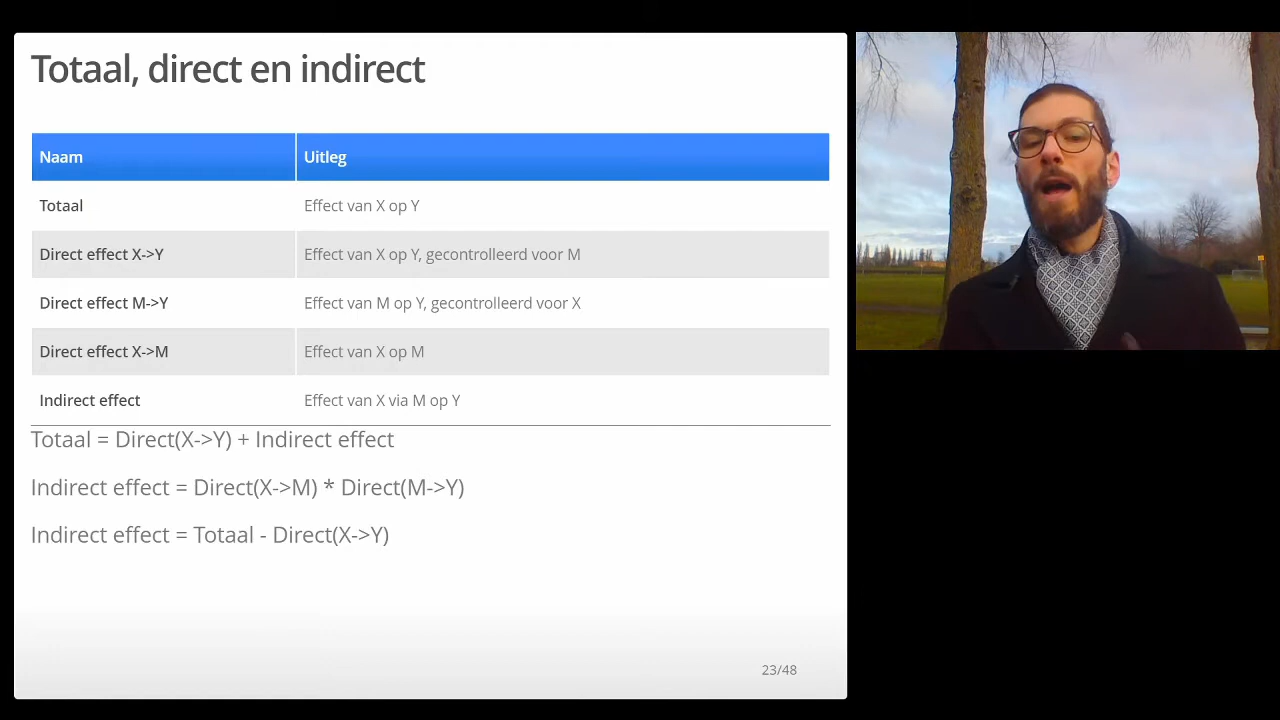 Totaal, direct en indirect
Naam Uitleg
Totaal Effect van X op Y
Direct effect X->Y Effect van X op Y, gecontrolleerd voor M
Direct effect M->Y Effect van M op Y, gecontrolleerd voor X
Direct effect X->M Effect van X op M
Indirect effect Effect van X via M op Y
Totaal = Direct(X->Y) + Indirect effect
Indirect effect = Direct(X->M) * Direct(M->Y)
Indirect effect = Totaal - Direct(X->Y)
23/48